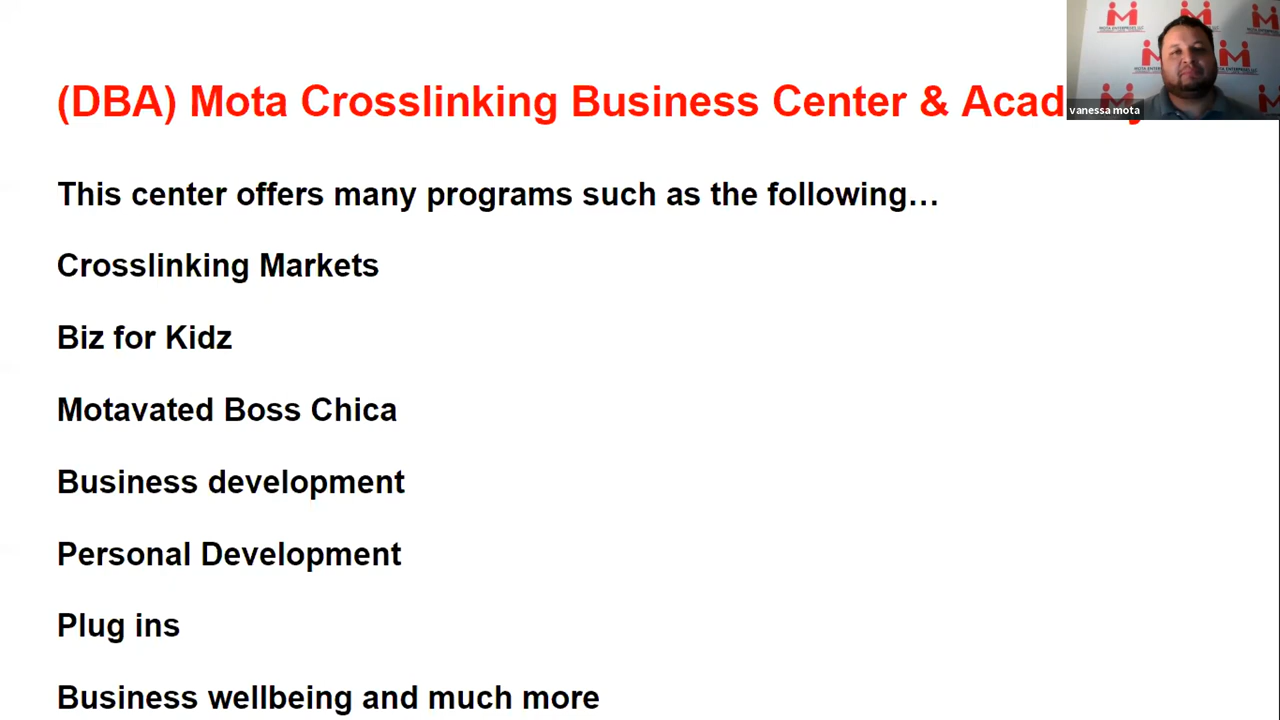 (DBA) Mota Crosslinking Business Center & Acad
vanessa mota
This center offers many programs such as the following…
Crosslinking Markets
Biz for Kidz
Motavated Boss Chica
Business development
Personal Development
Plug ins
Business wellbeing and much more